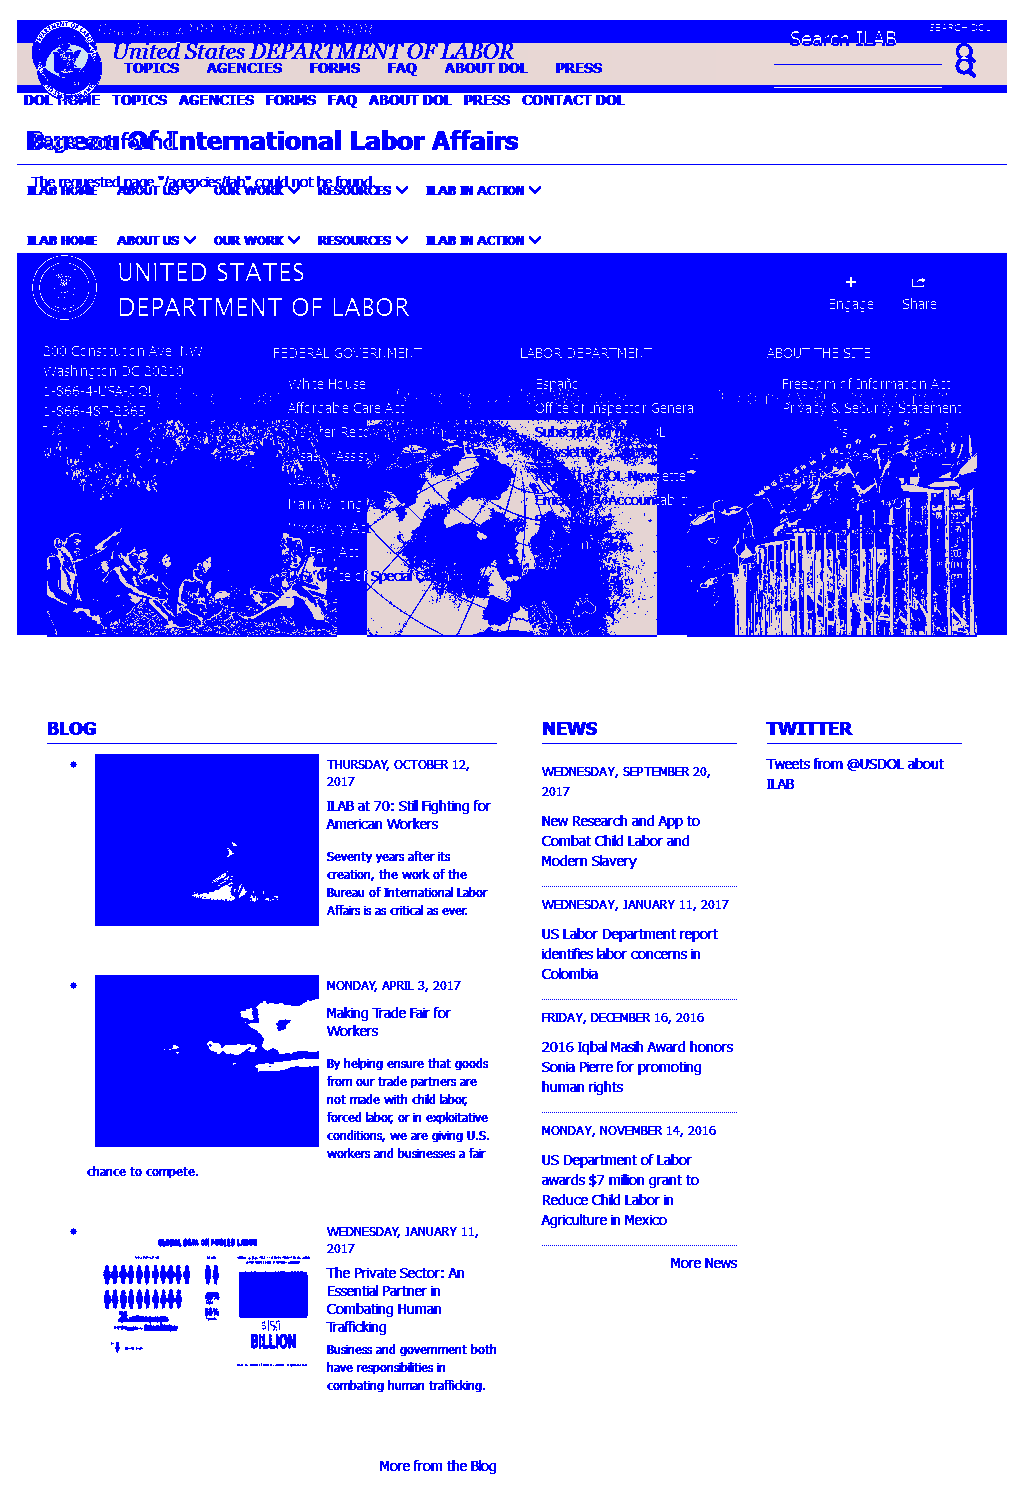 SEARCH DOL
Search ILAB
United States DEPARTMENT OF LABOR
TOPICS AGENCIES FORMS FAQ ABOUT DOL PRESS
DOL HOME TOPICS AGENCIES FORMS FAQ ABOUT DOL PRESS CONTACT DOL
Bureau Of International Labor Affairs
Page not found
The requested page "/agencies/ilab" could not be found.
ILAB HOME ABOUT US OUR WORK RESOURCES ILAB IN ACTION
ILAB HOME ABOUT US OUR WORK RESOURCES ILAB IN ACTION
UNITED STATES
DEPARTMENT OF LABOR
Engage Share
200 Constitution Ave. NW
Washington DC 20210
1-866-4-USA-DOL
1-866-487-2365
FEDERAL GOVERNMENT
White House
Affordable Care Act
LABOR DEPARTMENT
Español
Office of Inspector General
ABOUT THE SITE
Freedom of Information Act
Privacy & Security Statement
BLOG
THURSDAY, OCTOBER 12,
2017
ILAB at 70: Still Fighting for
American Workers
Seventy years after its
creation, the work of the
Bureau of International Labor
Affairs is as critical as ever.
MONDAY, APRIL 3, 2017
Making Trade Fair for
Workers
By helping ensure that goods
from our trade partners are
not made with child labor,
forced labor, or in exploitative
conditions, we are giving U.S.
workers and businesses a fair
chance to compete.
BILLION
WEDNESDAY, JANUARY 11,
2017
The Private Sector: An
Essential Partner in
Combating Human
Trafficking
Business and government both
have responsibilities in
combating human trafficking.
More from the Blog
NEWS
WEDNESDAY, SEPTEMBER 20,
2017
New Research and App to
Combat Child Labor and
Modern Slavery
WEDNESDAY, JANUARY 11, 2017
US Labor Department report
identifies labor concerns in
Colombia
FRIDAY, DECEMBER 16, 2016
2016 Iqbal Masih Award honors
Sonia Pierre for promoting
human rights
MONDAY, NOVEMBER 14, 2016
US Department of Labor
awards $7 million grant to
Reduce Child Labor in
Agriculture in Mexico
More News
TWITTER
Tweets from @USDOL about
ILAB